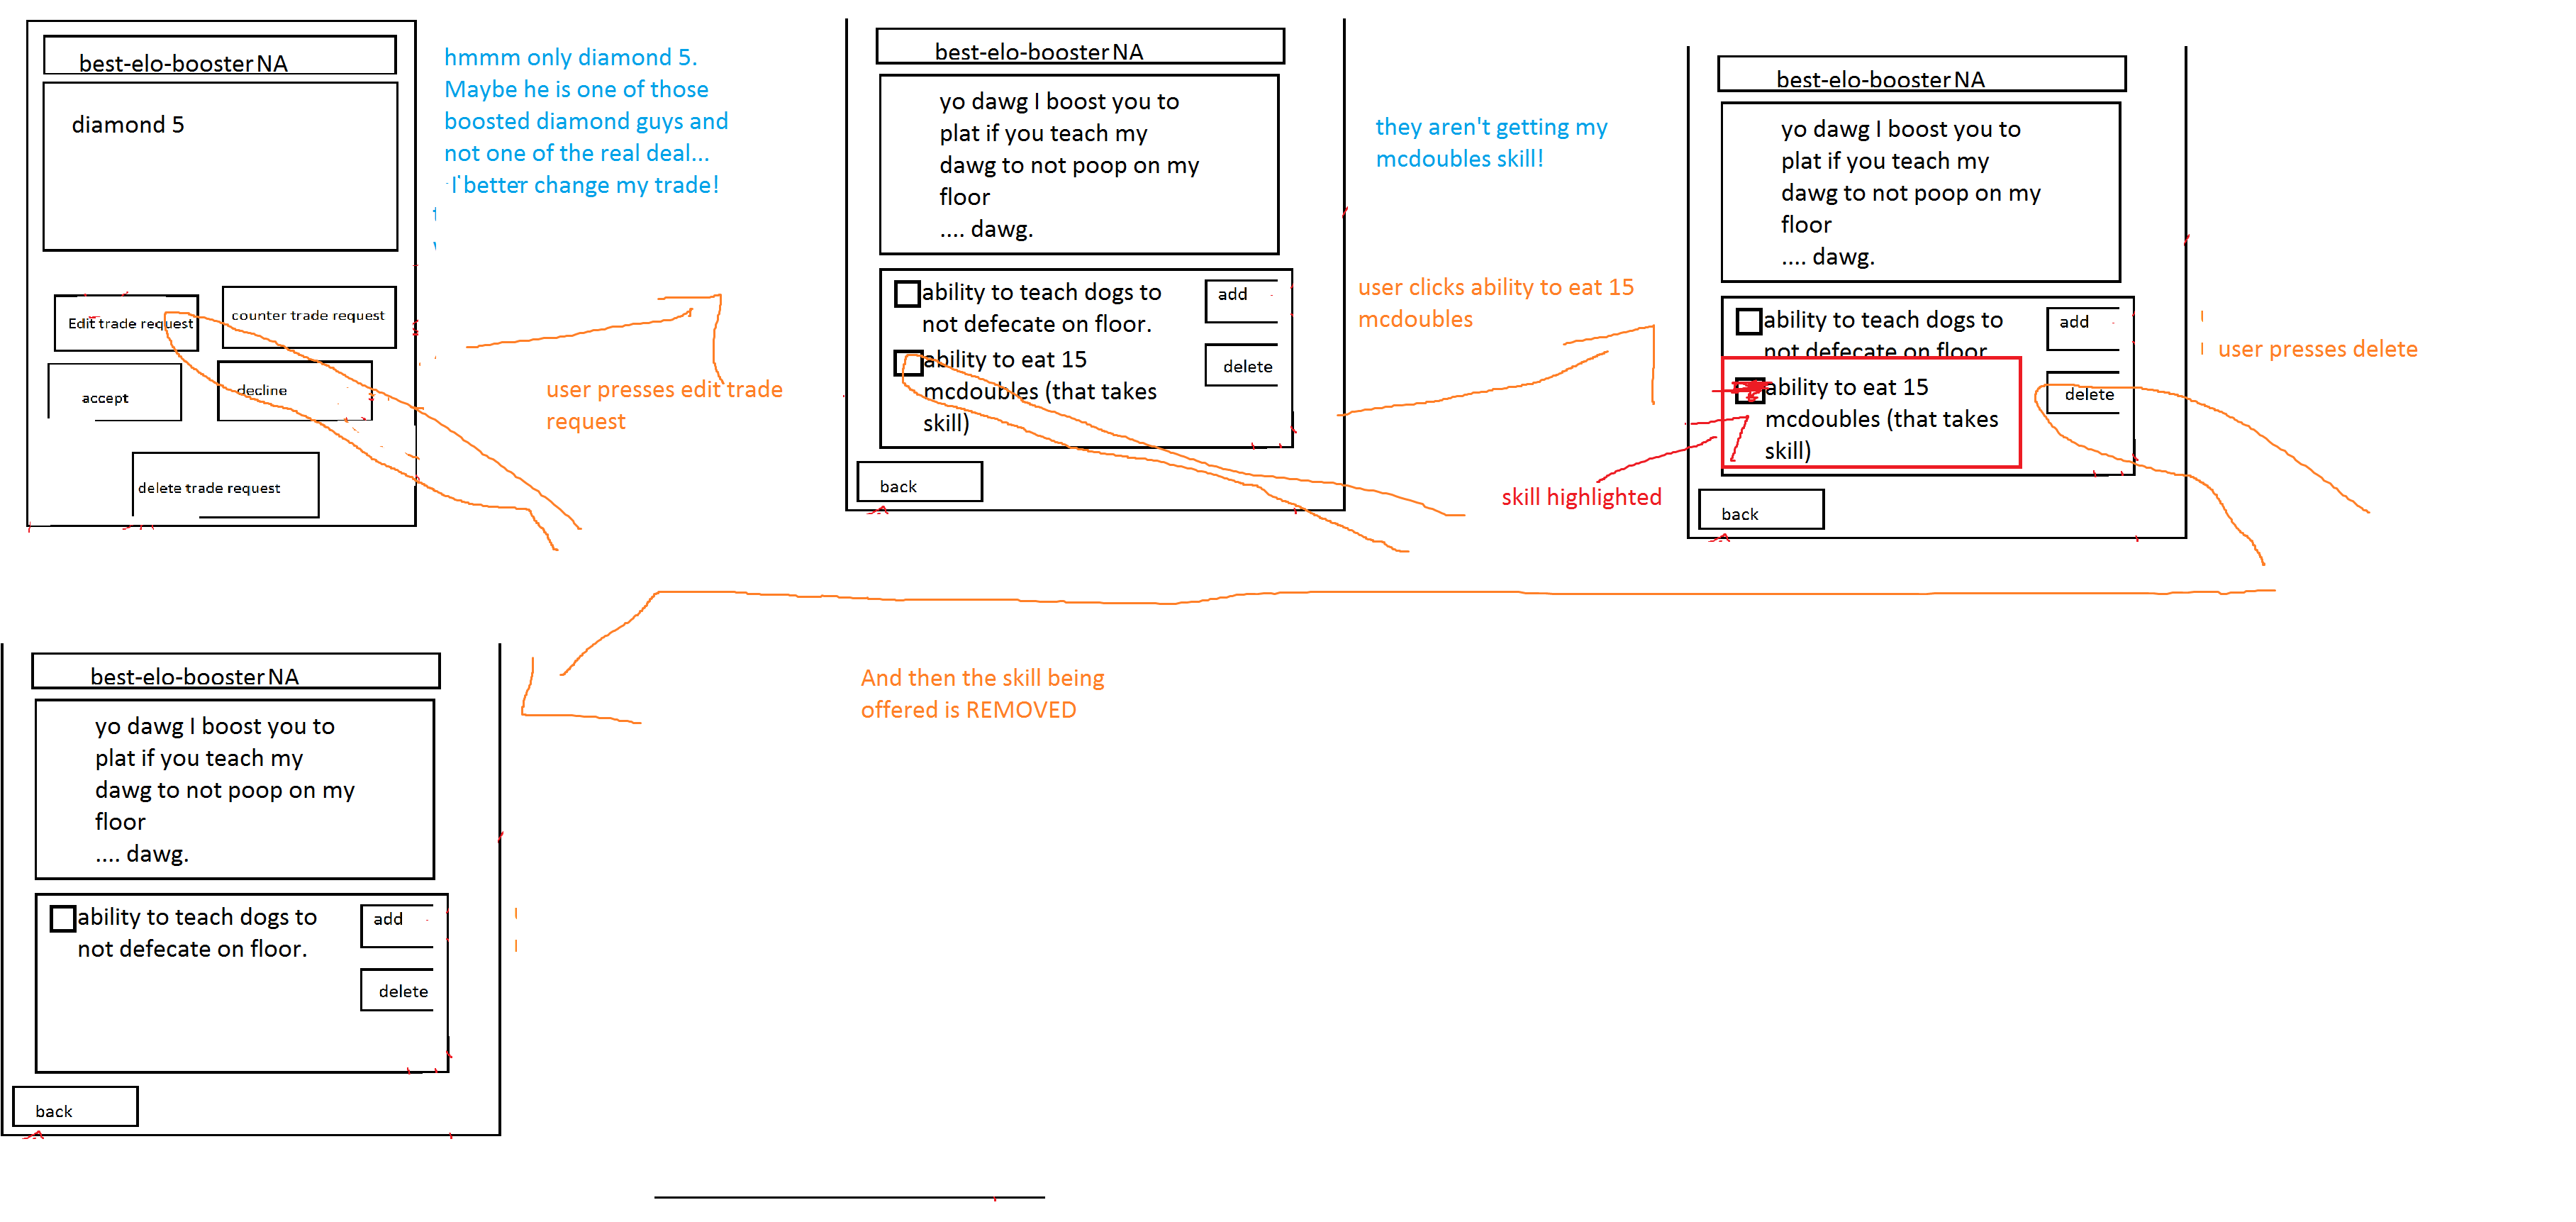 best-elo-booster NA
diamond 5
Edit trade request
counter trade request
accept
decline
delete trade request
hmmm only diamond 5.
Maybe he is one of those
boosted diamond guys and
not one of the real deal...
I better change my trade!
user presses edit trade
request
best-elo-booster NA
yo dawg I boost you to
plat if you teach my
dawg to not poop on my
floor
.... dawg.
ability to teach dogs to
not defecate on floor.
ability to eat 15
mcdoubles (that takes
skill)
add
delete
back
they aren't getting my
mcdoubles skill!
user clicks ability to eat 15
mcdoubles
skill highlighted
best-elo-booster NA
yo dawg I boost you to
plat if you teach my
dawg to not poop on my
floor
.... dawg.
ability to teach dogs to
not defecate on floor
ability to eat 15
mcdoubles (that takes
skill)
add
delete
back
user presses delete
best-elo-booster NA
yo dawg I boost you to
plat if you teach my
dawg to not poop on my
floor
.... dawg.
ability to teach dogs to
not defecate on floor.
add
delete
back
And then the skill being
offered is REMOVED